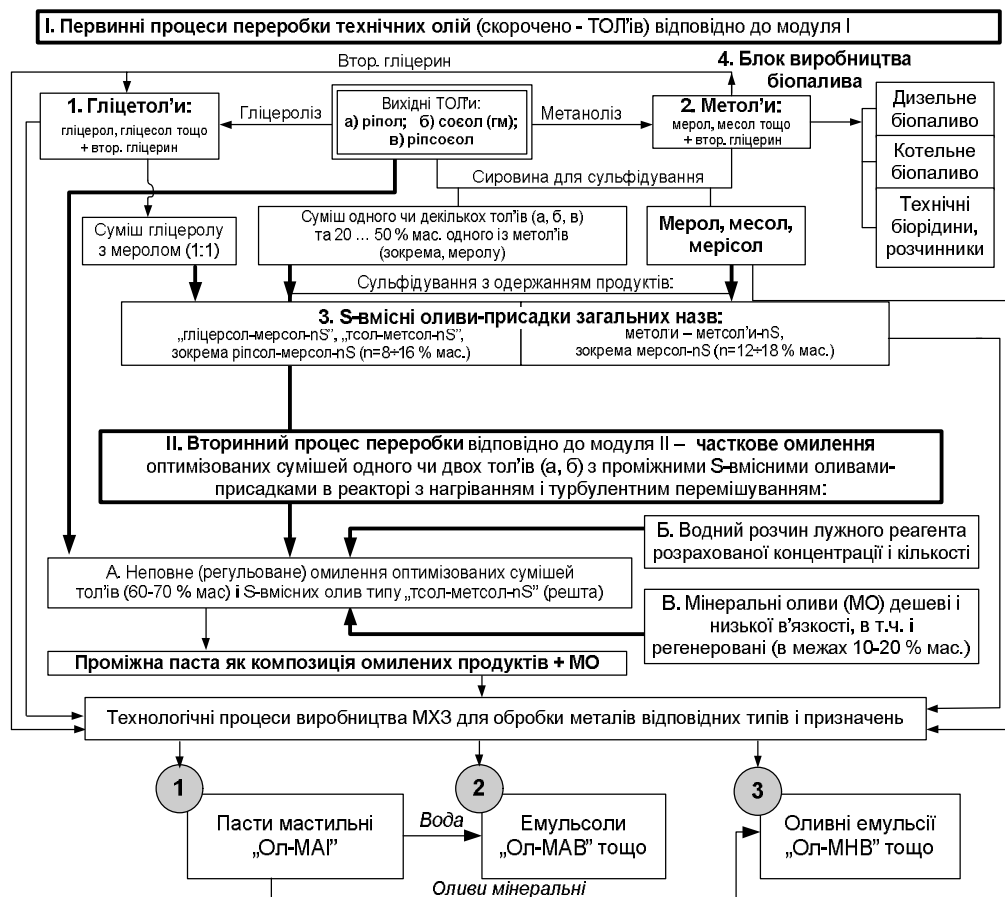 І. Первинні процеси переробки технічних олій (скорочено - ТОЛ'їв) відповідно до модуля І
Втор. гліцерин
4. Блок виробництва
біопалива
1. Гліцетол'и:
гліцерол, гліцесол тощо
+ втор. гліцерин
Гліцероліз
Вихідні ТОЛ'и:
а) ріпол; б) соєол (гм);
в) ріпсоєол
Метаноліз
2. Метол'и:
мерол, месол тощо
+ втор. гліцерин
Дизельне
біопаливо
Котельне
біопаливо
Технічні
біорідини,
розчинники
Сировина для сульфідування
Суміш гліцеролу
з меролом (1:1)
Суміш одного чи декількох тол'їв (а, б, в)
та 20 ... 50 % мас. одного із метол'їв
(зокрема, меролу)
Мерол, месол,
мерісол
Сульфідування з одержанням продуктів:
3. S-вмісні оливи-присадки загальних назв:
„гліцерсол-мерсол-nS”, „тсол-метсол-nS”,
зокрема ріпсол-мерсол-nS (n=8÷16 % мас.)
метол'и – метсол'и-nS,
зокрема мерсол-nS (n=12÷18 % мас.)
ІІ. Вторинний процес переробки відповідно до модуля ІІ – часткове омилення
оптимізованих сумішей одного чи двох тол'їв (а, б) з проміжними S-вмісними оливами-
присадками в реакторі з нагріванням і турбулентним перемішуванням:
Б. Водний розчин лужного реагента
розрахованої концентрації і кількості
А. Неповне (регульоване) омилення оптимізованих сумішей
тол'їв (60-70 % мас) і S-вмісних олив типу „тсол-метсол-nS” (решта)
В. Мінеральні оливи (МО) дешеві і
низької в'язкості, в т.ч. і
регенеровані (в межах 10-20 % мас.)
Проміжна паста як композиція омилених продуктів + МО
Технологічні процеси виробництва МХЗ для обробки металів відповідних типів і призначень
1
2
3
Пасти мастильні
„Ол-МАІ”
Вода
Емульсоли
„Ол-МАВ” тощо
Оливні емульсії
„Ол-МНВ” тощо
Оливи мінеральні